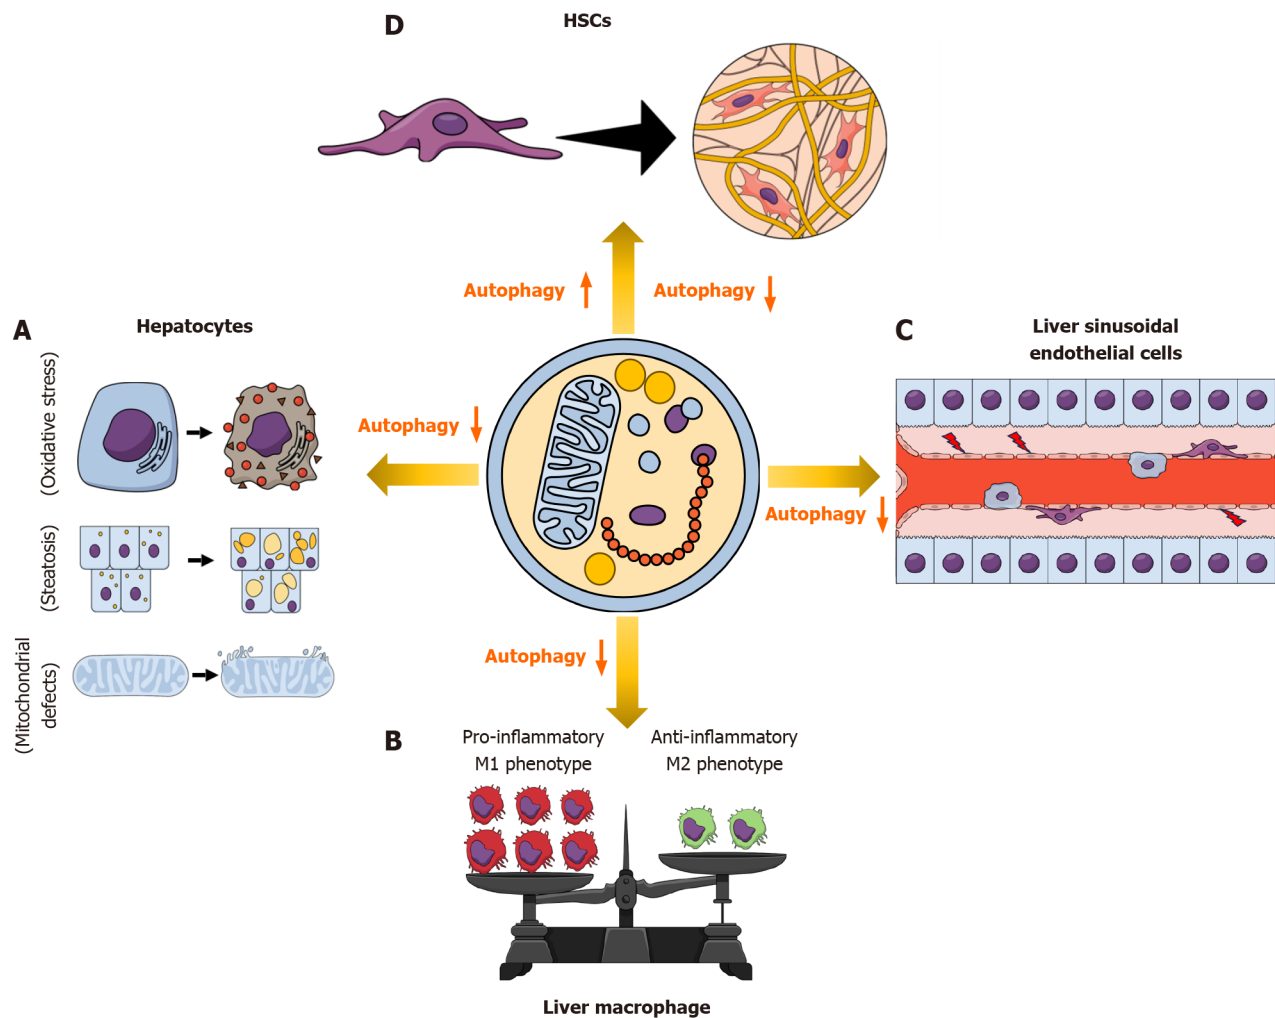 D
HSCs
Autophagy
Autophagy
A
Hepatocytes
(Oxidative stress)
(Steatosis)
(Mitochondrial
defects)
Autophagy
C
Liver sinusoidal
endothelial cells
Autophagy
Autophagy
B
Pro-inflammatory
M1 phenotype
Anti-inflammatory
M2 phenotype
Liver macrophage